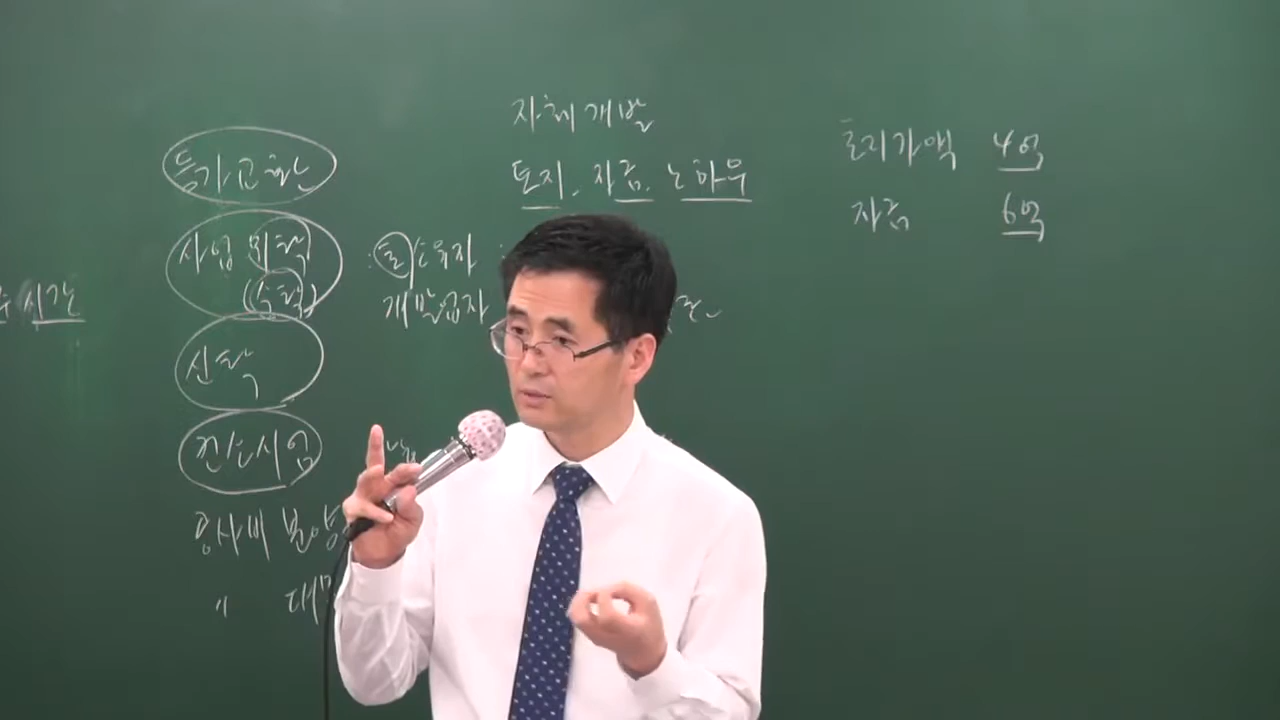 자체개발
토지, 자금, 노하우
토지가액 4억
자금 6억
등가교환
사업위탁
(수탁)
토 소유자 :
개발업자
시간
신탁
컨소시엄
공사비 분양
〃 대